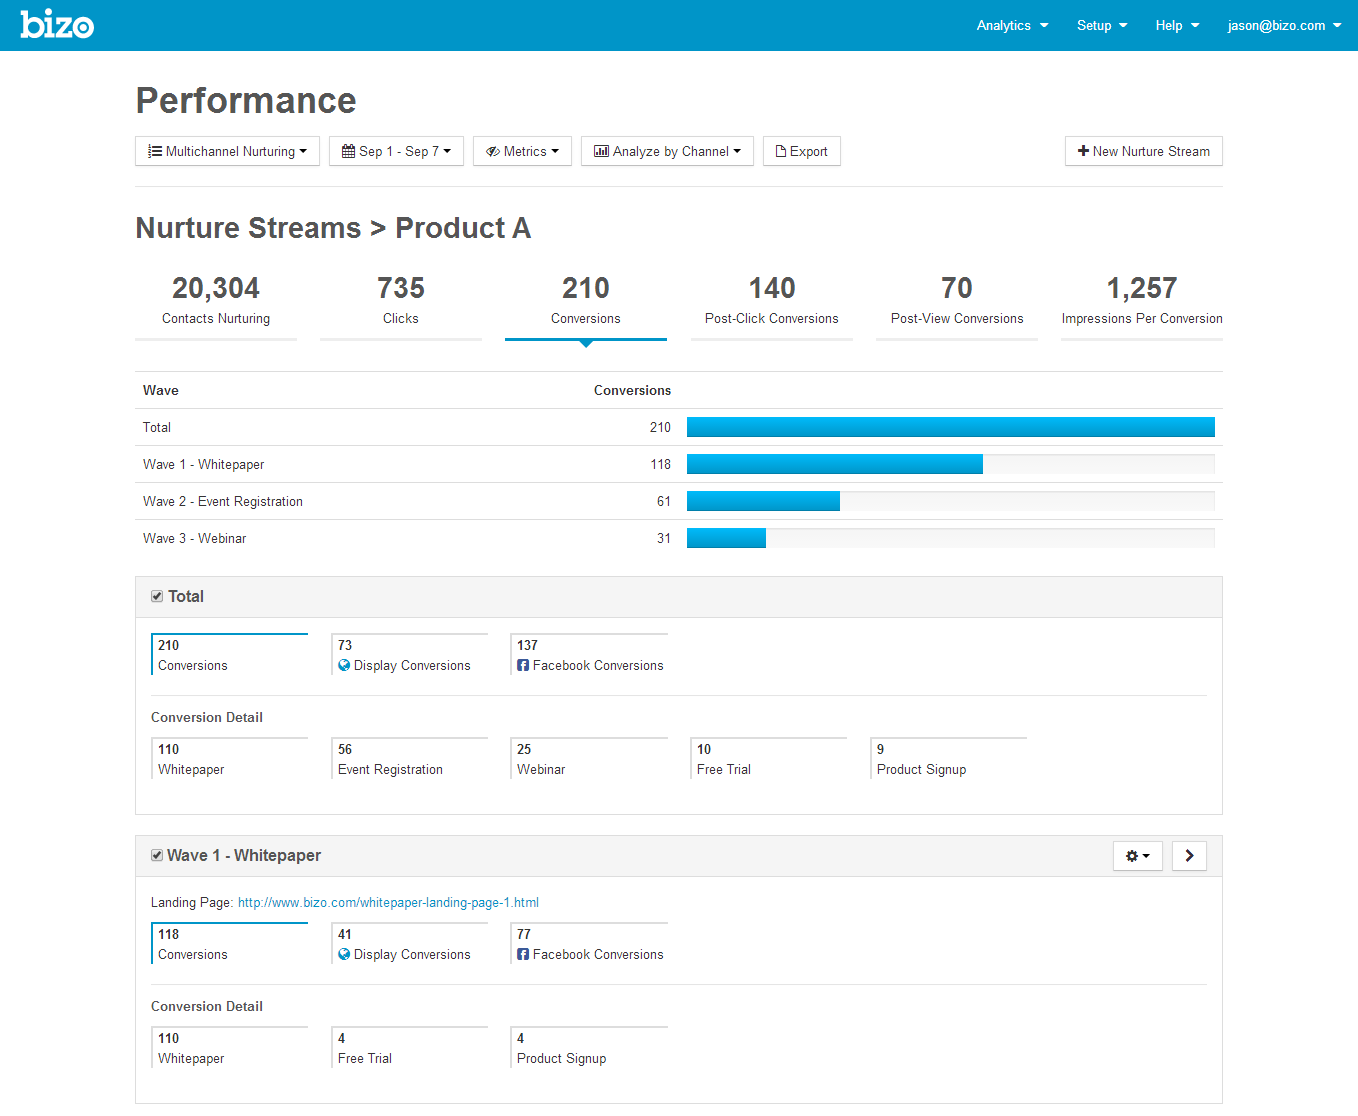 bizo
Analytics Setup Help jason@bizo.com
Performance
Multichannel Nurturing Sep 1 - Sep 7 Metrics Analyze by Channel Export + New Nurture Stream
Nurture Streams > Product A
20,304 735 210 140 70 1,257
Contacts Nurturing Clicks Conversions Post-Click Conversions Post-View Conversions Impressions Per Conversion
Wave Conversions
Total 210
Wave 1 - Whitepaper 118
Wave 2 - Event Registration 61
Wave 3 - Webinar 31
Total
210 73 137
Conversions Display Conversions Facebook Conversions
Conversion Detail
110 56 25 10 9
Whitepaper Event Registration Webinar Free Trial Product Signup
Wave 1 - Whitepaper
Landing Page: http://www.bizo.com/whitepaper-landing-page-1.html
118 41 77
Conversions Display Conversions Facebook Conversions
Conversion Detail
110 4 4
Whitepaper Free Trial Product Signup